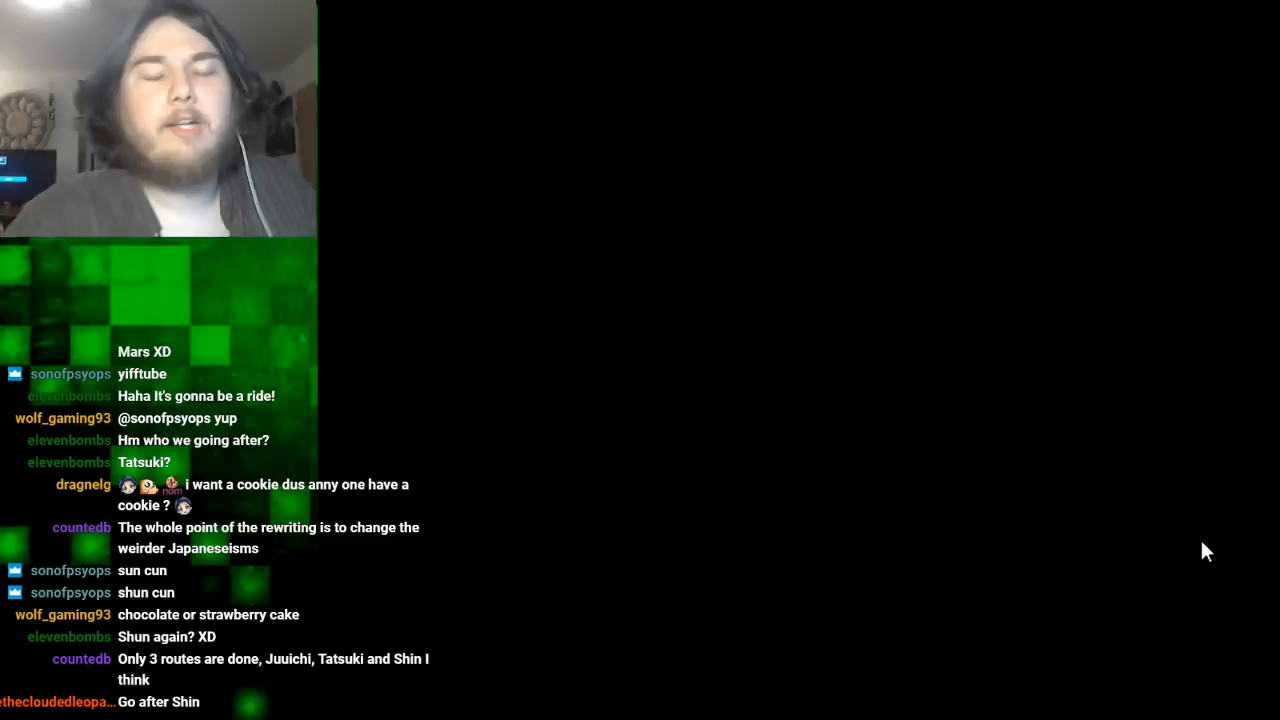 Mars XD
sonofpsyops yifftube
elevenbombs Haha It's gonna be a ride!
wolf_gaming93 @sonofpsyops yup
elevenbombs Hm who we going after?
elevenbombs Tatsuki?
dragnelg nom i want a cookie dus anny one have a
cookie ?
countedb The whole point of the rewriting is to change the
weirder Japaneseisms
sonofpsyops sun cun
sonofpsyops shun cun
wolf_gaming93 chocolate or strawberry cake
elevenbombs Shun again? XD
countedb Only 3 routes are done, Juuichi, Tatsuki and Shin I
think
ethecloudedleopa... Go after Shin